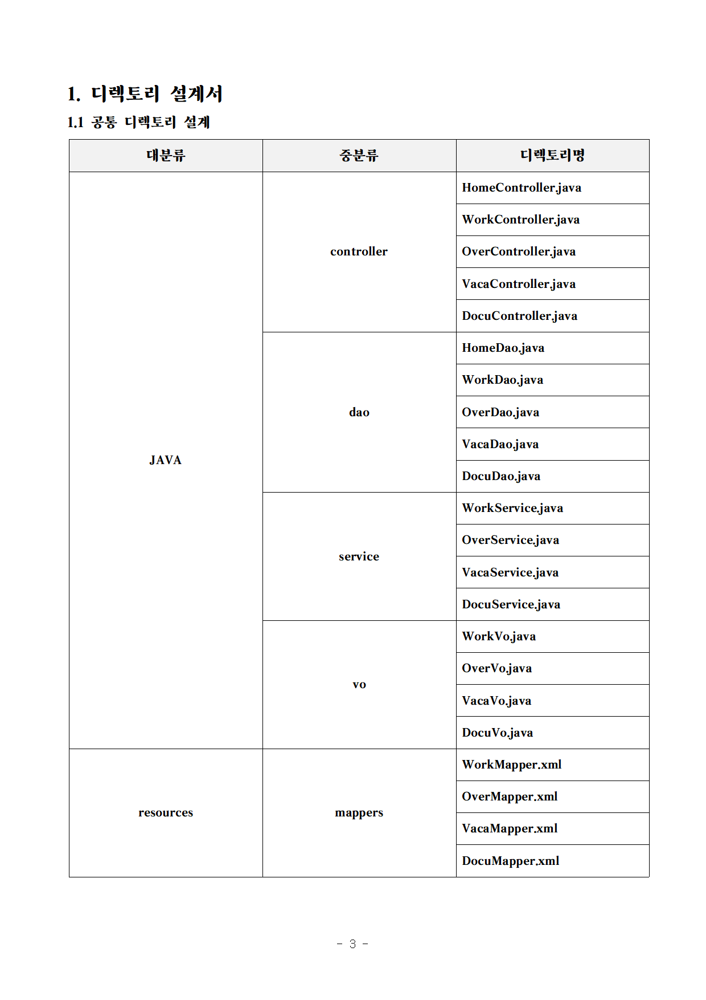 1. 디렉토리 설계서
1.1 공통 디렉토리 설계
대분류 중분류 디렉토리명
JAVA
controller
HomeController.java
WorkController.java
OverController.java
VacaController.java
DocuController.java
dao
HomeDao.java
WorkDao.java
OverDao.java
VacaDao.java
DocuDao.java
service
WorkService.java
OverService.java
VacaService.java
DocuService.java
vo
WorkVo.java
OverVo.java
VacaVo.java
DocuVo.java
resources
mappers
WorkMapper.xml
OverMapper.xml
VacaMapper.xml
DocuMapper.xml
- 3 -